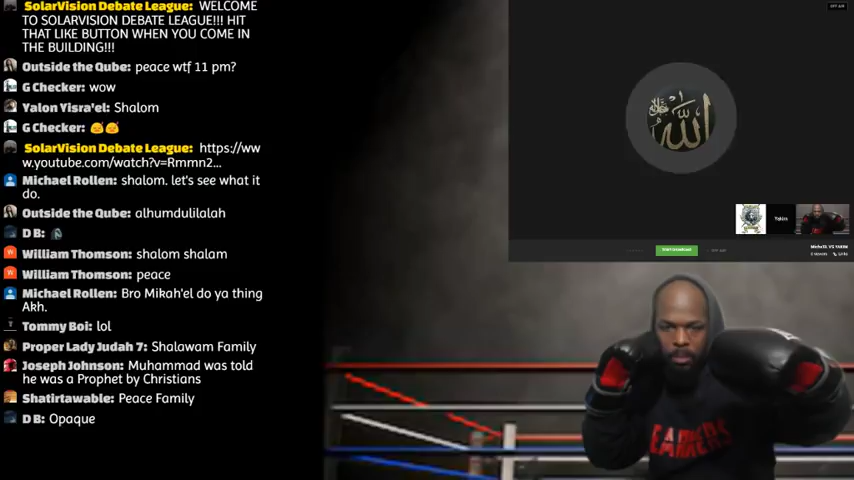 SolarVision Debate League: WELCOME
TO SOLARVISION DEBATE LEAGUE!!! HIT
THAT LIKE BUTTON WHEN YOU COME IN
THE BUILDING!!!
Outside the Qube: peace wtf 11 pm?
G Checker: wow
Yalon Yisra'el: Shalom
G Checker: 😊😊
SolarVision Debate League: https://ww
w.youtube.com/watch?v=Rmmn2...
Michael Rollen: shalom. let's see what it
do.
Outside the Qube: alhumdulilalah
D B:
William Thomson: shalom shalam
William Thomson: peace
Michael Rollen: Bro Mikah'el do ya thing
Akh.
Tommy Boi: lol
Proper Lady Judah 7: Shalawam Family
Joseph Johnson: Muhammad was told
he was a Prophet by Christians
Shatirtawable: Peace Family
D B: Opaque
الله
Yakira